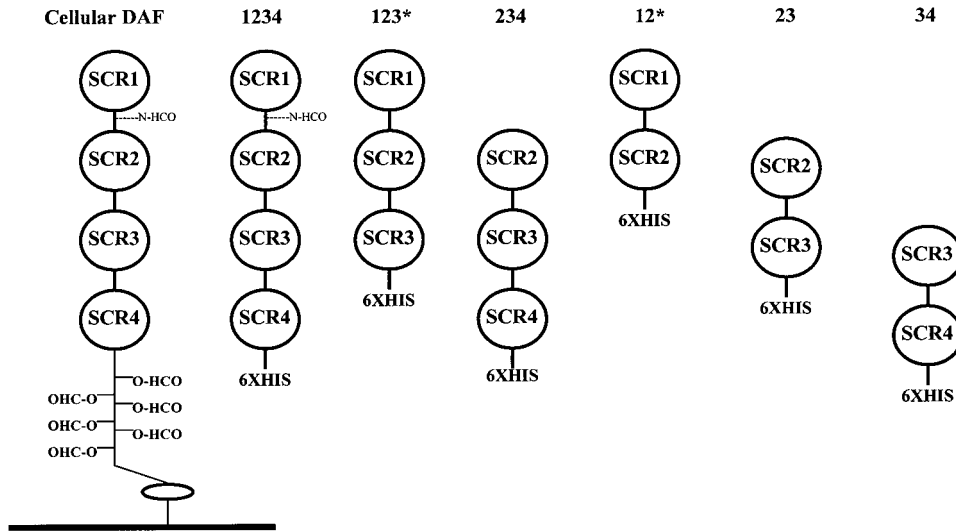 Cellular DAF 1234 123* 234 12* 23 34
SCR1 SCR1 SCR1 SCR1
N-HCO N-HCO
SCR2 SCR2 SCR2 SCR2 SCR2 SCR2
SCR2
6XHIS
SCR3 SCR3 SCR3 SCR3 SCR3 SCR3
6XHIS 6XHIS
SCR4 SCR4 SCR4 SCR4
6XHIS 6XHIS 6XHIS
O-HCO
OHC-O
O-HCO
OHC-O
O-HCO
OHC-O